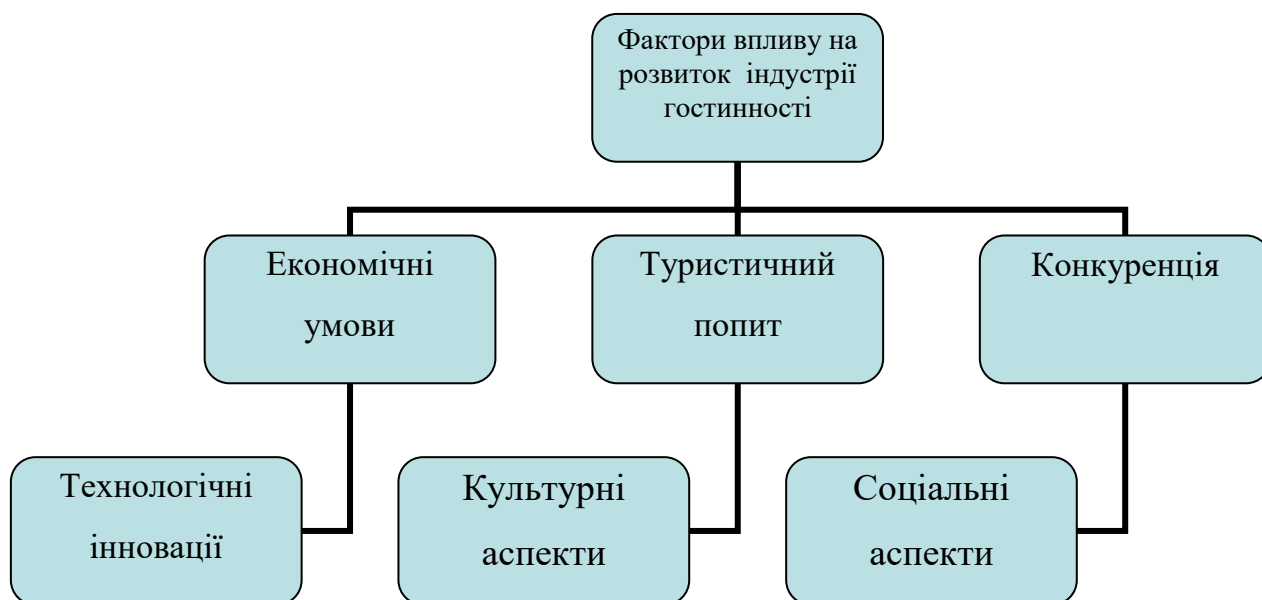 Фактори впливу на
розвиток індустрії
гостинності
Економічні
умови
Туристичний
попит
Конкуренція
Технологічні
інновації
Культурні
аспекти
Соціальні
аспекти